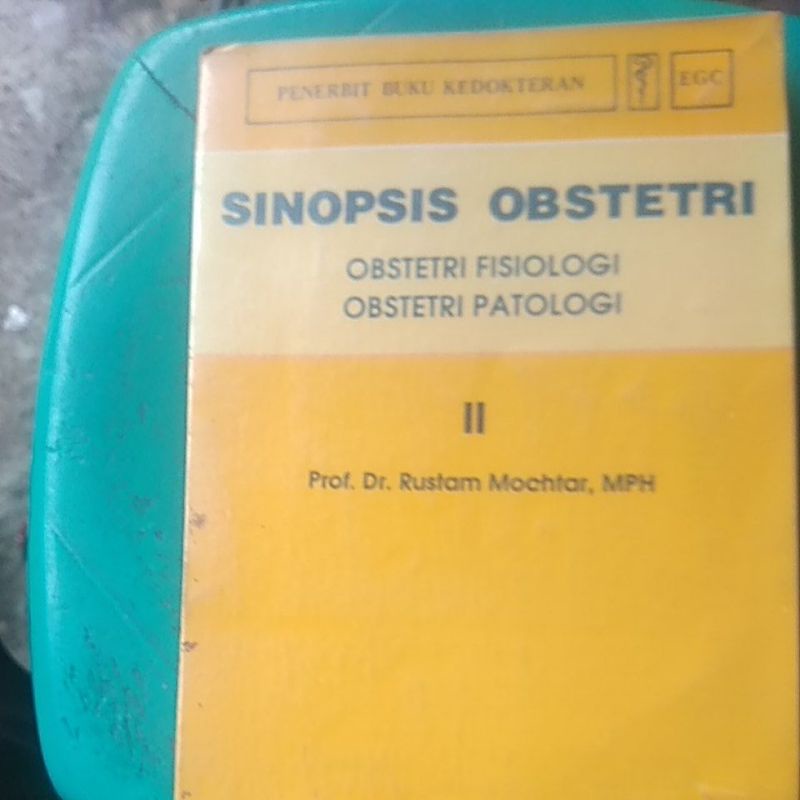 PENERBIT BUKU KEDOKTERAN EGC
SINOPSIS OBSTETRI
OBSTETRI FISIOLOGI
OBSTETRI PATOLOGI
II
Prof. Dr. Rustam Mochtar, MPH